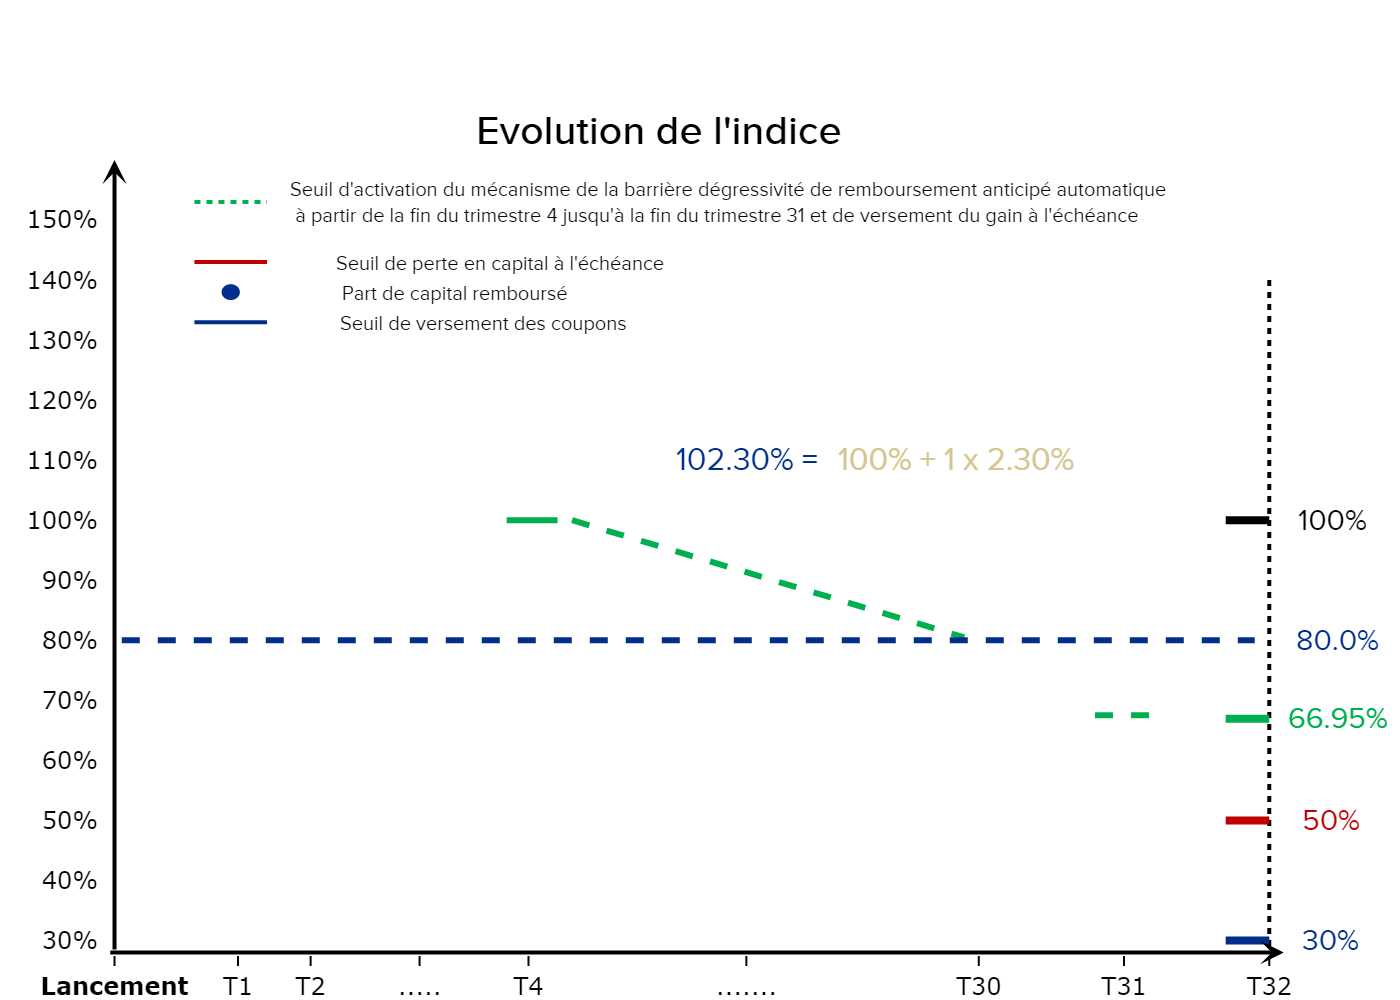 Evolution de l'indice
Seuil d'activation du mécanisme de la barrière dégressivité de remboursement anticipé automatique
à partir de la fin du trimestre 4 jusqu'à la fin du trimestre 31 et de versement du gain à l'échéance
150%
Seuil de perte en capital à l'échéance
140%
Part de capital remboursé
Seuil de versement des coupons
130%
120%
110%
102.30% = 100% + 1 x 2.30%
100%
100%
90%
80%
80.0%
70%
66.95%
60%
50%
50%
40%
30%
30%
Lancement T1 T2 ..... T4 ....... T30 T31 T32